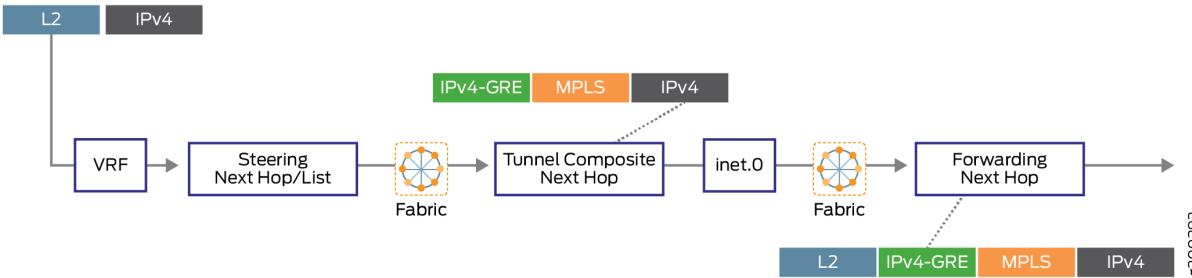 L2 IPv4
IPv4-GRE MPLS IPv4
VRF
Steering
Next Hop/List
Fabric
Tunnel Composite
Next Hop
inet.0
Fabric
Forwarding
Next Hop
L2 IPv4-GRE MPLS IPv4